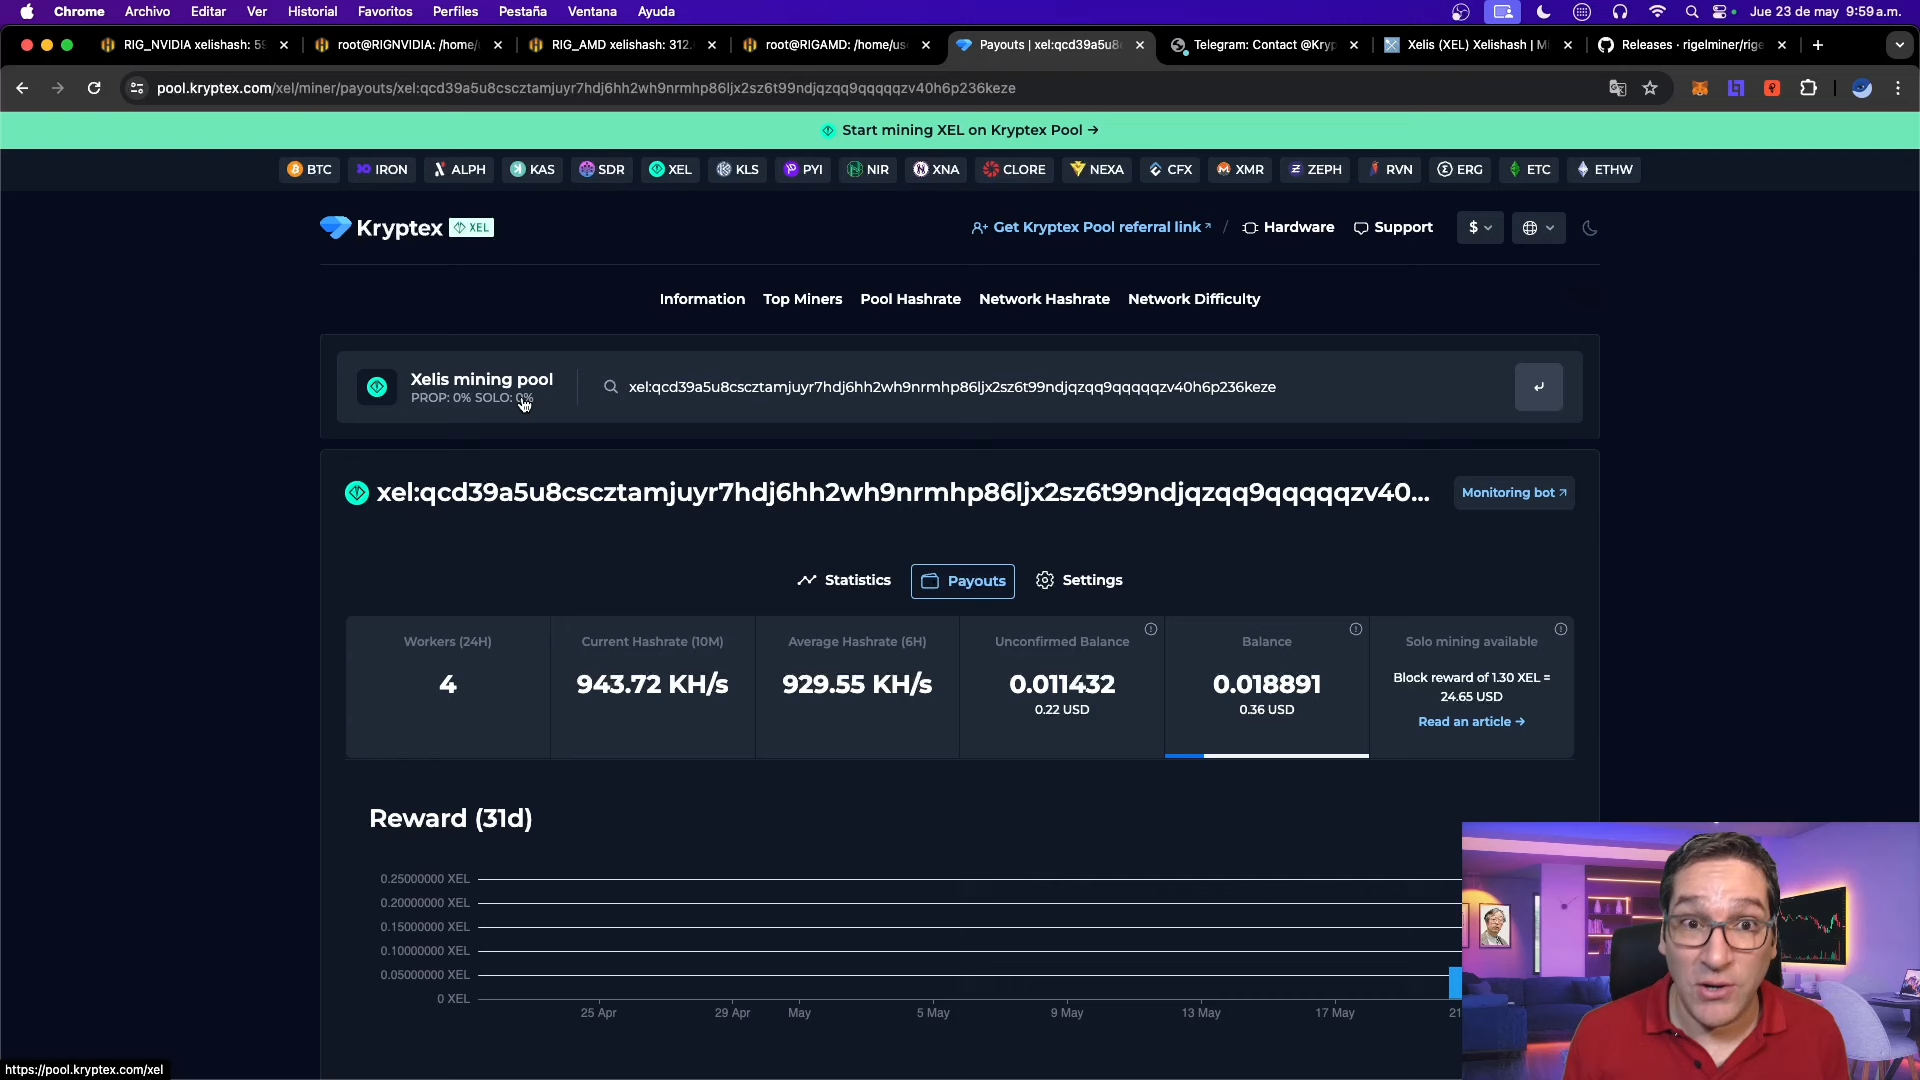 Chrome Archivo Editar Ver Historial Favoritos Perfiles Pestaña Ventana Ayuda Jue 23 de may 9:59 a.m.
RIG_NVIDIA xelishash: 59 root@RIGNVIDIA: /home/u RIG_AMD xelishash: 312. root@RIGAMD: /home/us Payouts | xel:qcd39a5u8 Telegram: Contact @Kryp Xelis (XEL) Xelishash | Mi Releases · rigelminer/rige
pool.kryptex.com/xel/miner/payouts/xel:qcd39a5u8cscztamjuyr7hdj6hh2wh9nrmhp86ljx2sz6t99ndjqzqq9qqqqqzv40h6p236keze
Start mining XEL on Kryptex Pool →
BTC IRON ALPH KAS SDR XEL KLS PYI NIR XNA CLORE NEXA CFX XMR ZEPH RVN ERG ETC ETHW
Kryptex XEL Get Kryptex Pool referral link ↗ / Hardware Support $
Information Top Miners Pool Hashrate Network Hashrate Network Difficulty
Xelis mining pool
PROP: 0% SOLO: 0%
xel:qcd39a5u8cscztamjuyr7hdj6hh2wh9nrmhp86ljx2sz6t99ndjqzqq9qqqqqzv40h6p236keze
xel:qcd39a5u8cscztamjuyr7hdj6hh2wh9nrmhp86ljx2sz6t99ndjqzqq9qqqqqzv40... Monitoring bot ↗
Statistics Payouts Settings
Workers (24H) Current Hashrate (10M) Average Hashrate (6H) Unconfirmed Balance Balance Solo mining available
4 943.72 KH/s 929.55 KH/s 0.011432 0.018891 Block reward of 1.30 XEL =
0.22 USD 0.36 USD 24.65 USD
Read an article →
Reward (31d)
0.25000000 XEL
0.20000000 XEL
0.15000000 XEL
0.10000000 XEL
0.05000000 XEL
0 XEL
25 Apr 29 Apr May 5 May 9 May 13 May 17 May 21
https://pool.kryptex.com/xel